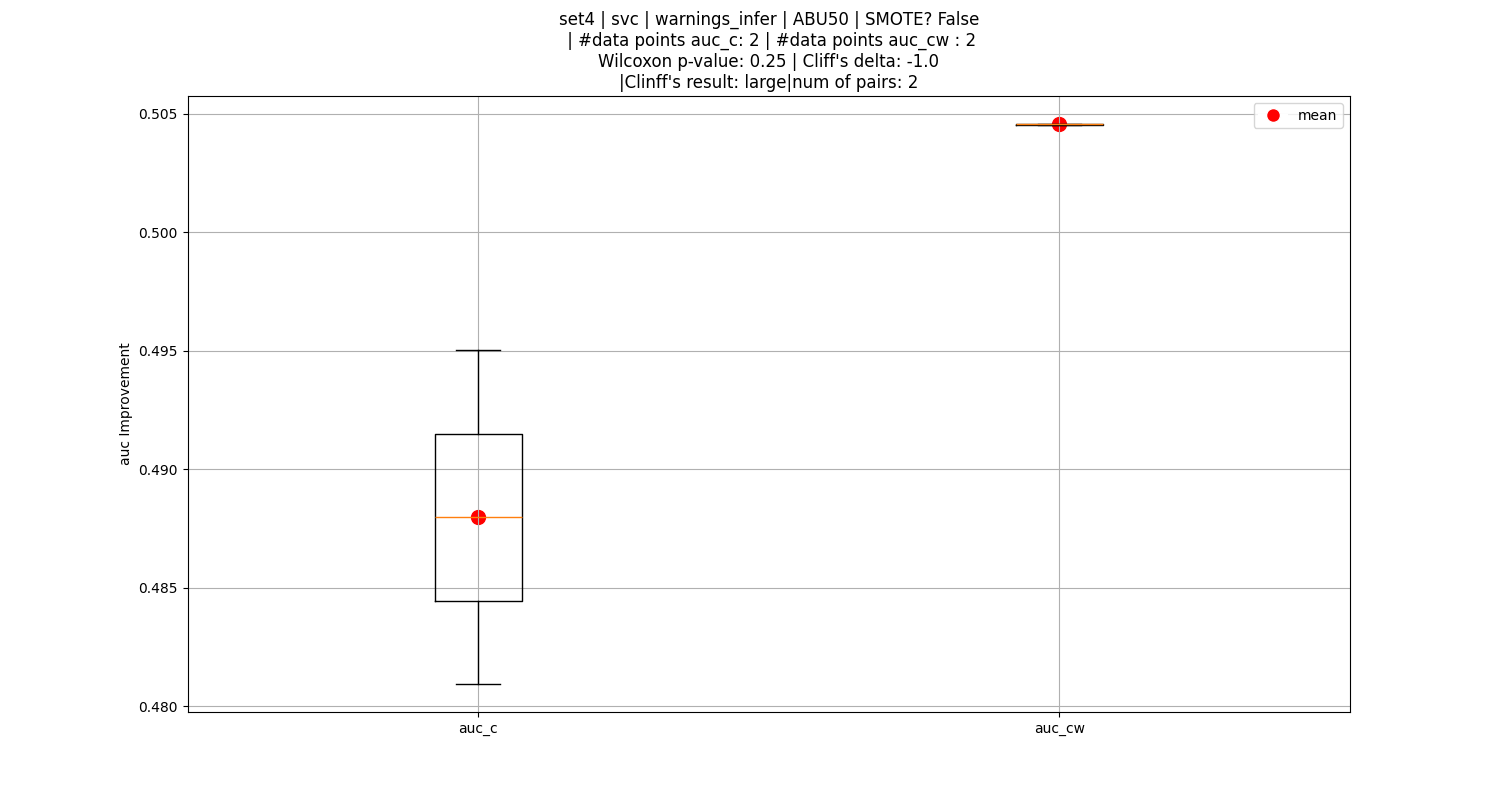 set4 | svc | warnings_infer | ABU50 | SMOTE? False
| #data points auc_c: 2 | #data points auc_cw : 2
Wilcoxon p-value: 0.25 | Cliff's delta: -1.0
|Clinff's result: large|num of pairs: 2
mean
auc Improvement
0.505
0.500
0.495
0.490
0.485
0.480
auc_c
auc_cw